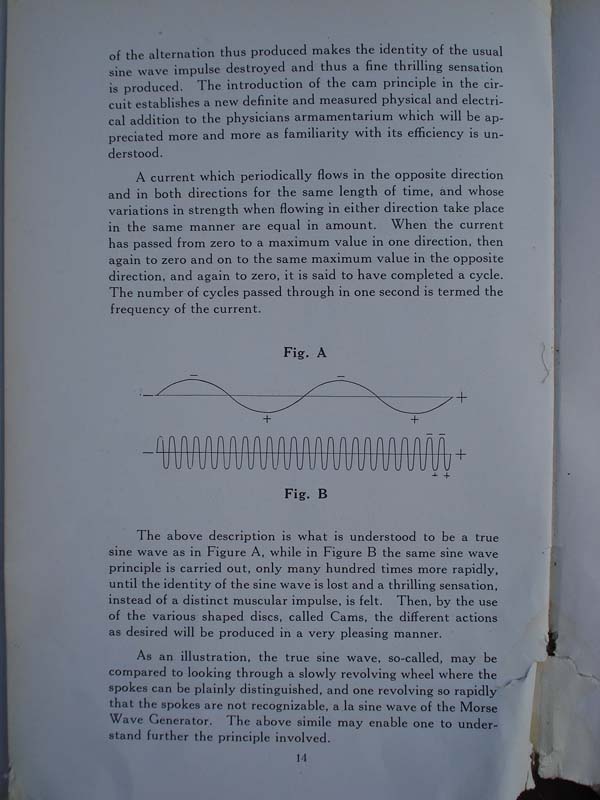 of the alternation thus produced makes the identity of the usual
sine wave impulse destroyed and thus a fine thrilling sensation
is produced. The introduction of the cam principle in the cir-
cuit establishes a new definite and measured physical and electri-
cal addition to the physicians armamentarium which will be ap-
preciated more and more as familiarity with its efficiency is un-
derstood.
A current which periodically flows in the opposite direction
and in both directions for the same length of time, and whose
variations in strength when flowing in either direction take place
in the same manner are equal in amount. When the current
has passed from zero to a maximum value in one direction, then
again to zero and on to the same maximum value in the opposite
direction, and again to zero, it is said to have completed a cycle.
The number of cycles passed through in one second is termed the
frequency of the current.
Fig. A
− −
− +
+ +
− −
− +
+ +
Fig. B
The above description is what is understood to be a true
sine wave as in Figure A, while in Figure B the same sine wave
principle is carried out, only many hundred times more rapidly,
until the identity of the sine wave is lost and a thrilling sensation,
instead of a distinct muscular impulse, is felt. Then, by the use
of the various shaped discs, called Cams, the different actions
as desired will be produced in a very pleasing manner.
As an illustration, the true sine wave, so-called, may be
compared to looking through a slowly revolving wheel where the
spokes can be plainly distinguished, and one revolving so rapidly
that the spokes are not recognizable, a la sine wave of the Morse
Wave Generator. The above simile may enable one to under-
stand further the principle involved.
14